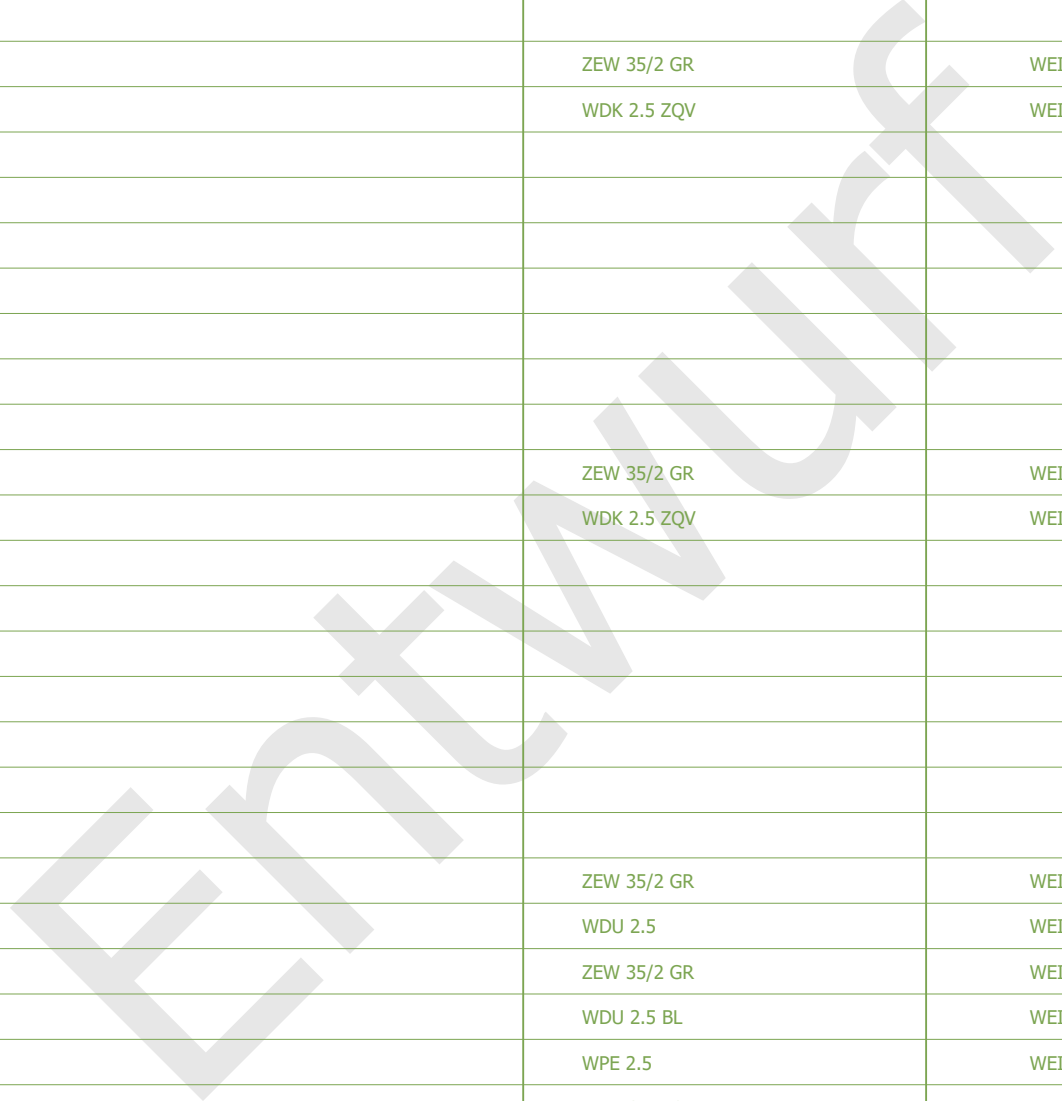 ZEW 35/2 GR WEI
WDK 2.5 ZQV WEI
ZEW 35/2 GR WEI
WDK 2.5 ZQV WEI
ZEW 35/2 GR WEI
WDU 2.5 WEI
ZEW 35/2 GR WEI
WDU 2.5 BL WEI
WPE 2.5 WEI
Entwurf